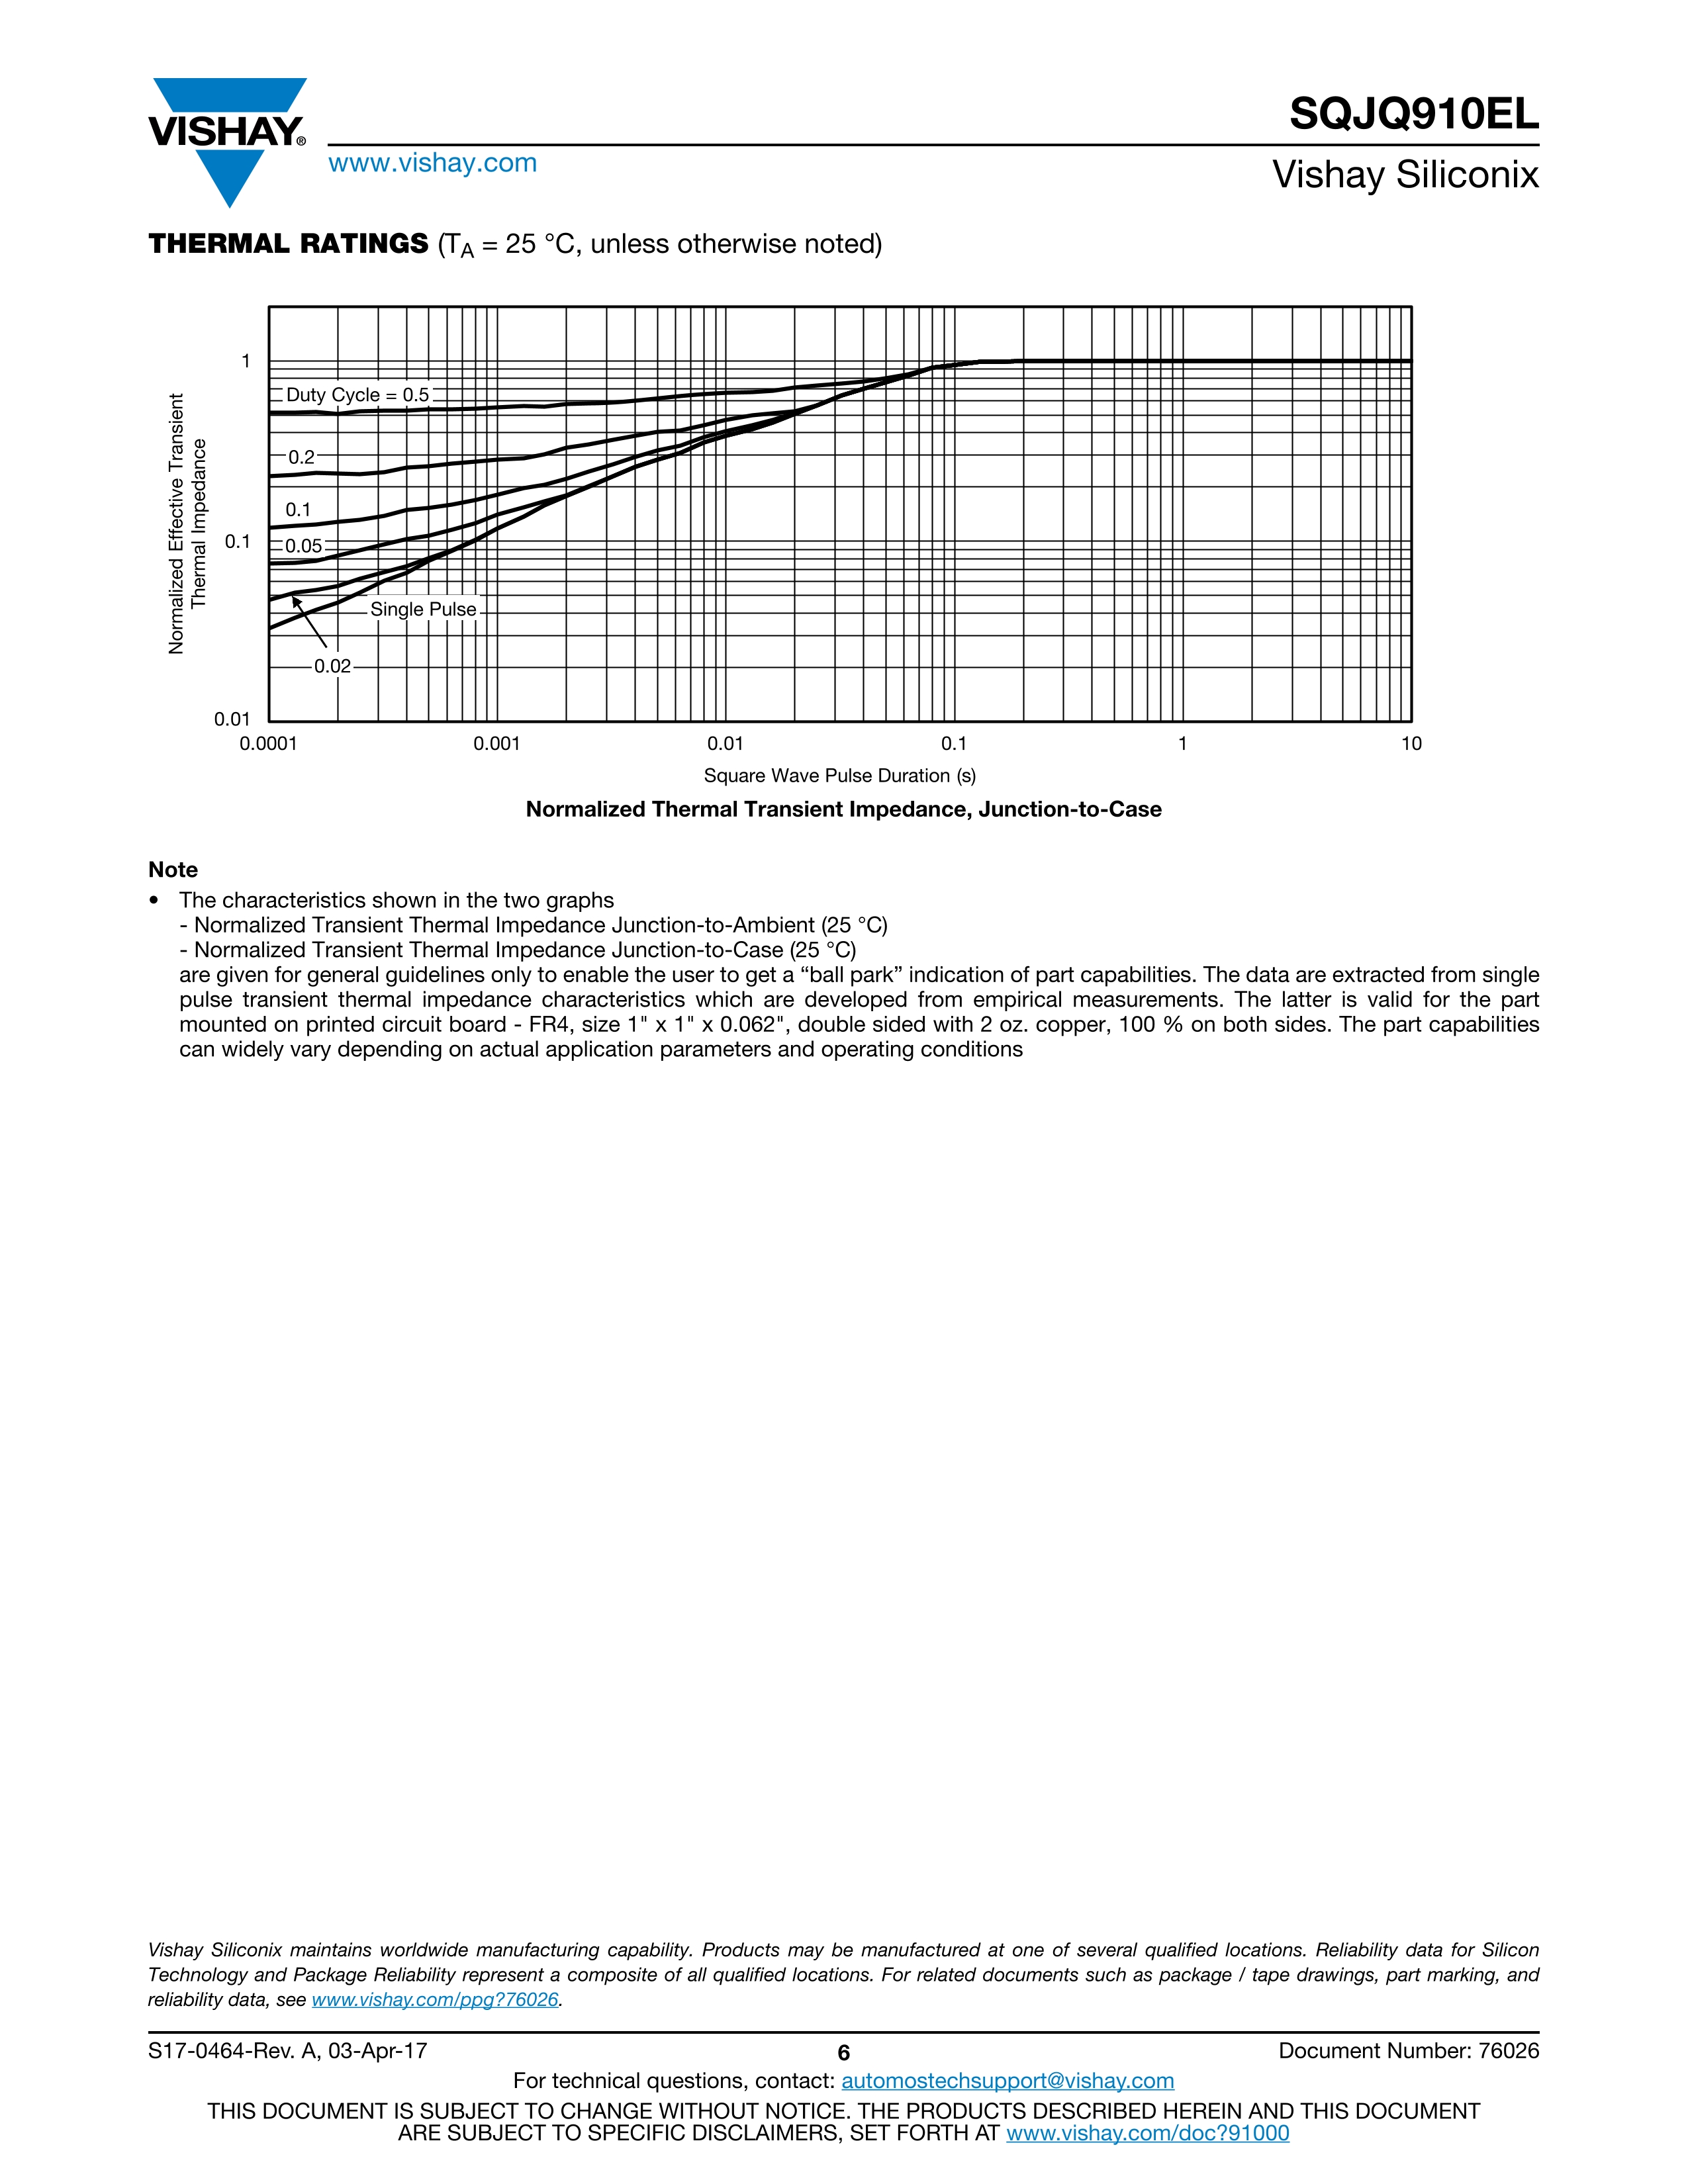 VISHAY®
www.vishay.com
SQJQ910EL
Vishay Siliconix
THERMAL RATINGS (TA = 25 °C, unless otherwise noted)
Normalized Effective Transient
Thermal Impedance
1
0.1
0.01
Duty Cycle = 0.5
0.2
0.1
0.05
Single Pulse
0.02
0.0001
0.001
0.01
0.1
1
10
Square Wave Pulse Duration (s)
Normalized Thermal Transient Impedance, Junction-to-Case
Note
• The characteristics shown in the two graphs
- Normalized Transient Thermal Impedance Junction-to-Ambient (25 °C)
- Normalized Transient Thermal Impedance Junction-to-Case (25 °C)
are given for general guidelines only to enable the user to get a “ball park” indication of part capabilities. The data are extracted from single
pulse transient thermal impedance characteristics which are developed from empirical measurements. The latter is valid for the part
mounted on printed circuit board - FR4, size 1" x 1" x 0.062", double sided with 2 oz. copper, 100 % on both sides. The part capabilities
can widely vary depending on actual application parameters and operating conditions
Vishay Siliconix maintains worldwide manufacturing capability. Products may be manufactured at one of several qualified locations. Reliability data for Silicon
Technology and Package Reliability represent a composite of all qualified locations. For related documents such as package / tape drawings, part marking, and
reliability data, see www.vishay.com/ppg?76026.
S17-0464-Rev. A, 03-Apr-17
6
Document Number: 76026
For technical questions, contact: automostechsupport@vishay.com
THIS DOCUMENT IS SUBJECT TO CHANGE WITHOUT NOTICE. THE PRODUCTS DESCRIBED HEREIN AND THIS DOCUMENT
ARE SUBJECT TO SPECIFIC DISCLAIMERS, SET FORTH AT www.vishay.com/doc?91000